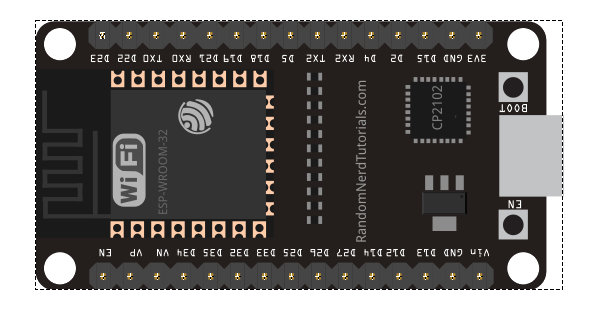 D23 D22 TX0 RX0 D21 D19 D18 D5 TX2 RX2 D4 D2 D15 GND 3V3
BOOT
CP2102
RandomNerdTutorials.com
ESP-WROOM-32
Wi Fi
EN
EN VP VN D34 D35 D32 D33 D25 D26 D27 D14 D12 D13 GND Vin